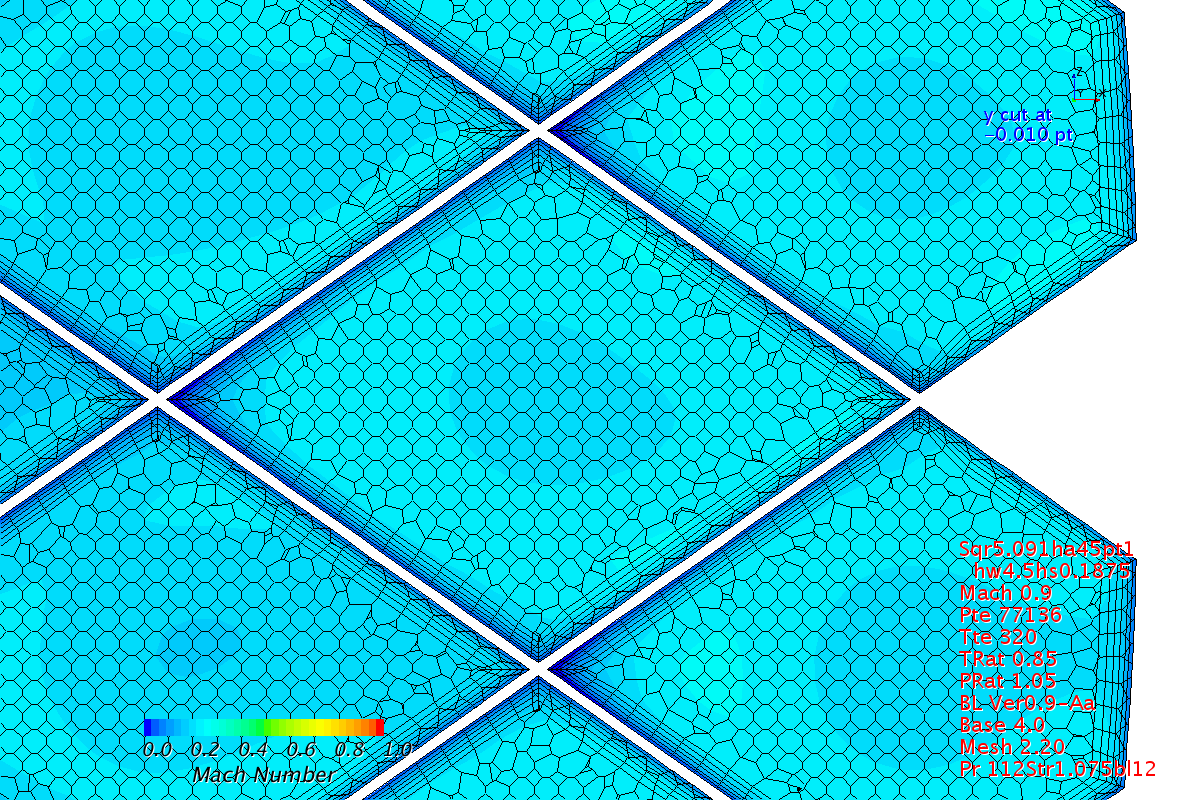 Z
Y
X
y cut at
-0.010 pt
Sqr5.091ha45pt1
hw4.5hs0.1875
Mach 0.9
Pte 77136
Tte 320
TRat 0.85
PRat 1.05
BL Ver0.9-Aa
Base 4.0
Mesh 2.20
Pr 112Str1.075bl12
0.0 0.2 0.4 0.6 0.8 1.0
Mach Number